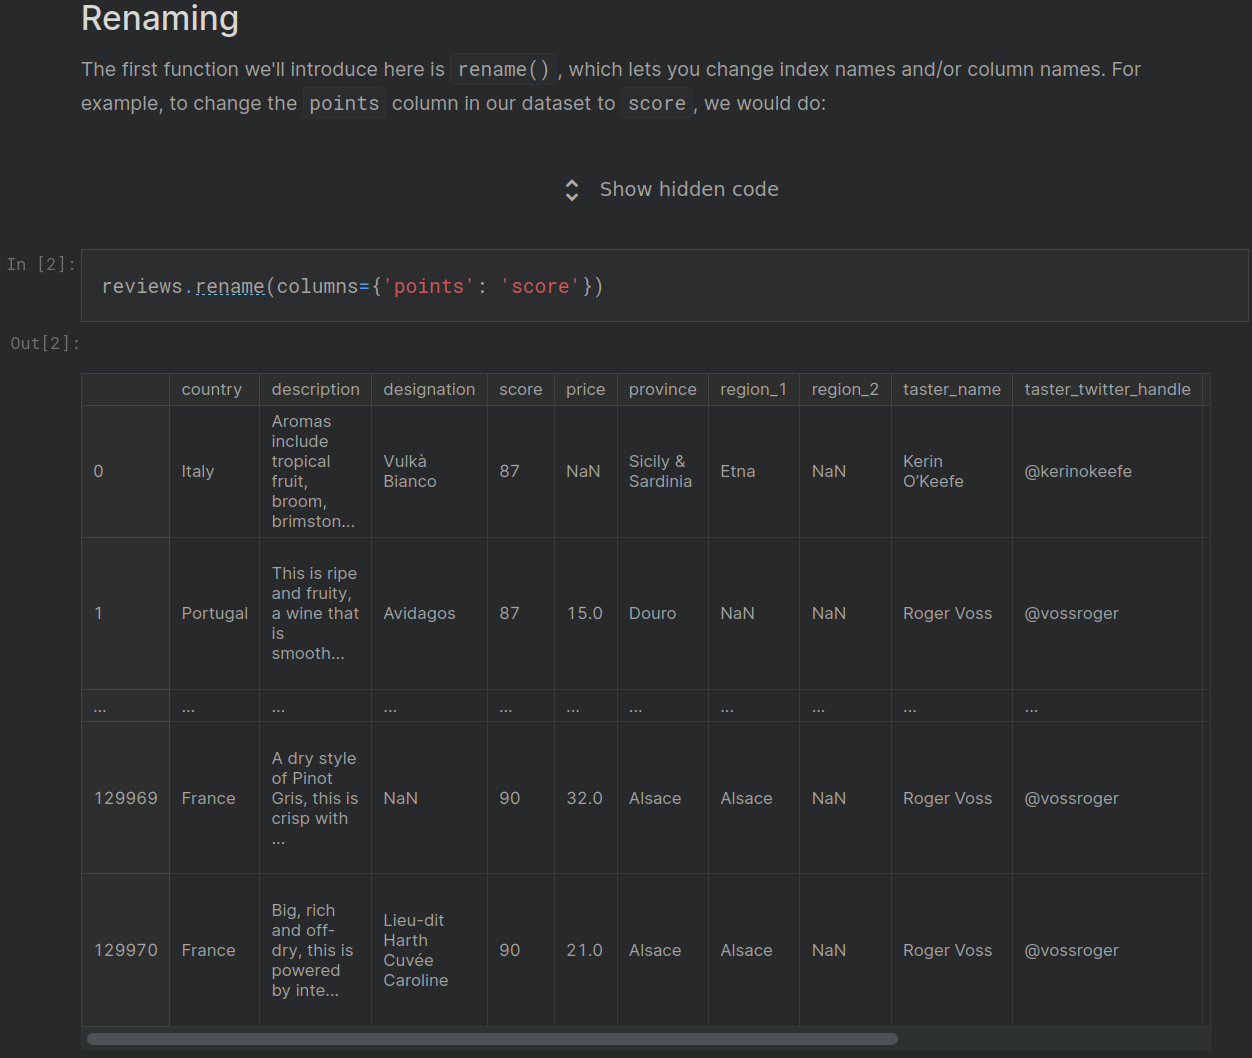 Renaming
The first function we'll introduce here is rename() , which lets you change index names and/or column names. For
example, to change the points column in our dataset to score , we would do:
Show hidden code
In [2]:
reviews.rename(columns={'points': 'score'})
Out[2]:
country description designation score price province region_1 region_2 taster_name taster_twitter_handle
0 Italy Aromas include tropical fruit, broom, brimston... Vulkà Bianco 87 NaN Sicily & Sardinia Etna NaN Kerin O'Keefe @kerinokeefe
1 Portugal This is ripe and fruity, a wine that is smooth... Avidagos 87 15.0 Douro NaN NaN Roger Voss @vossroger
... ... ... ... ... ... ... ... ... ... ...
129969 France A dry style of Pinot Gris, this is crisp with ... NaN 90 32.0 Alsace Alsace NaN Roger Voss @vossroger
129970 France Big, rich and off-dry, this is powered by inte... Lieu-dit Harth Cuvée Caroline 90 21.0 Alsace Alsace NaN Roger Voss @vossroger